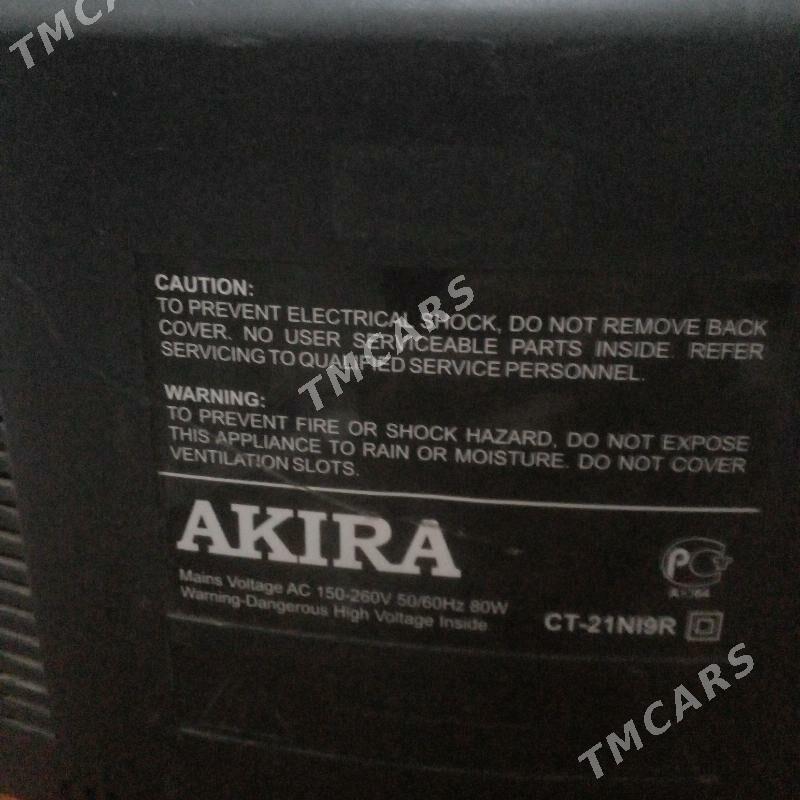 TMCARS
CAUTION:
TO PREVENT ELECTRICAL SHOCK, DO NOT REMOVE BACK
COVER. NO USER SERVICEABLE PARTS INSIDE. REFER
SERVICING TO QUALIFIED SERVICE PERSONNEL.
TMCARS
WARNING:
TO PREVENT FIRE OR SHOCK HAZARD, DO NOT EXPOSE
THIS APPLIANCE TO RAIN OR MOISTURE. DO NOT COVER
VENTILATION SLOTS.
AKIRA
Mains Voltage AC 150-260V 50/60Hz 80W
Warning-Dangerous High Voltage Inside
CT-21NI9R
TMCARS